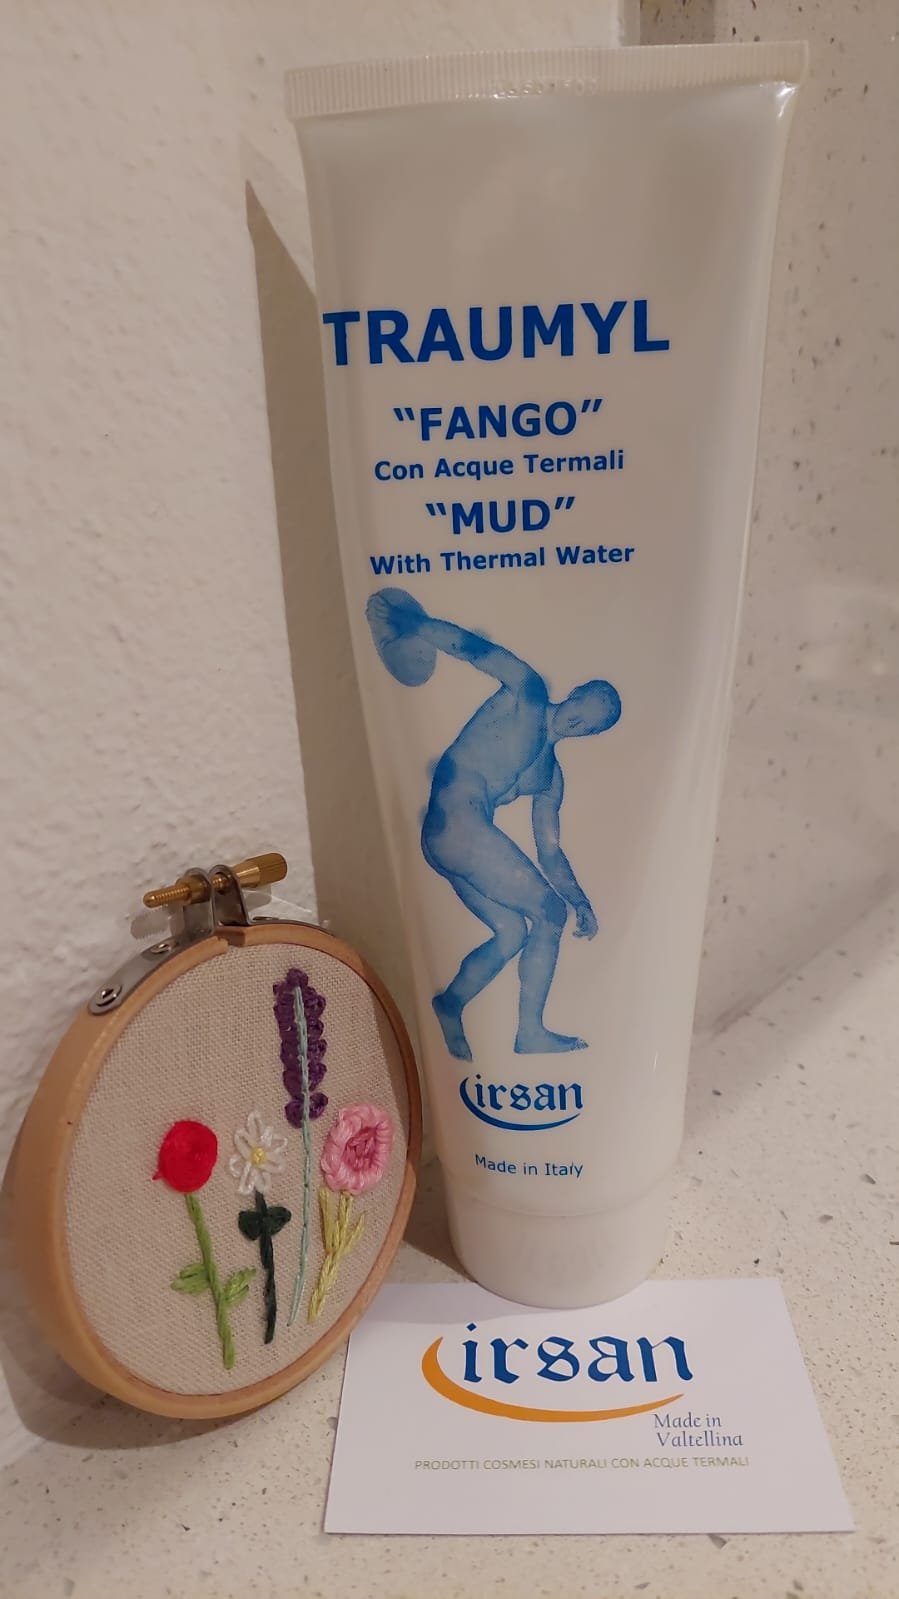 TRAUMYL
“FANGO”
Con Acque Termali
“MUD”
With Thermal Water
irsan
Made in Italy
irsan
Made in
Valtellina
PRODOTTI COSMESI NATURALI CON ACQUE TERMALI